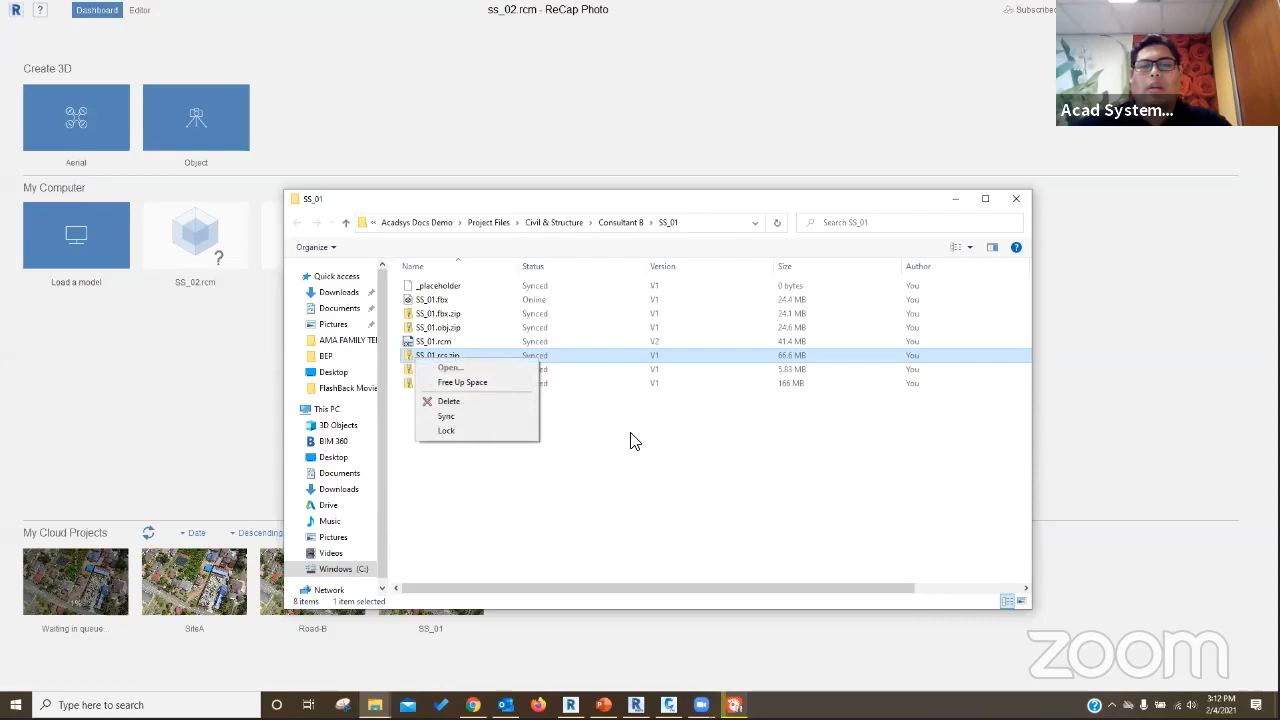 R ? Dashboard Editor ss_02.rcm - ReCap Photo Subscribed
Create 3D
Aerial Object
My Computer
Load a model SS_02.rcm
?
SS_01
« Acadsys Docs Demo > Project Files > Civil & Structure > Consultant B > SS_01 Search SS_01
Organize
Name Status Version Size Author
_placeholder Synced V1 0 bytes You
SS_01.fbx Online V1 24.4 MB You
SS_01.fbx.zip Synced V1 24.1 MB You
SS_01.obj.zip Synced V1 24.6 MB You
SS_01.rcm Synced V2 41.4 MB You
SS_01.rcs.zip Synced V1 66.6 MB You
V1 5.83 MB You
V1 166 MB You
Open...
Free Up Space
Delete
Sync
Lock
Quick access
Downloads
Documents
Pictures
AMA FAMILY TE
BEP
Desktop
FlashBack Movie
This PC
3D Objects
BIM 360
Desktop
Documents
Downloads
Drive
Music
Pictures
Videos
Windows (C:)
Network
8 items 1 item selected
My Cloud Projects Date Descending
1%
Waiting in queue... SiteA Road-B SS_01
Acad System...
zoom
Type here to search
3:12 PM
2/4/2021